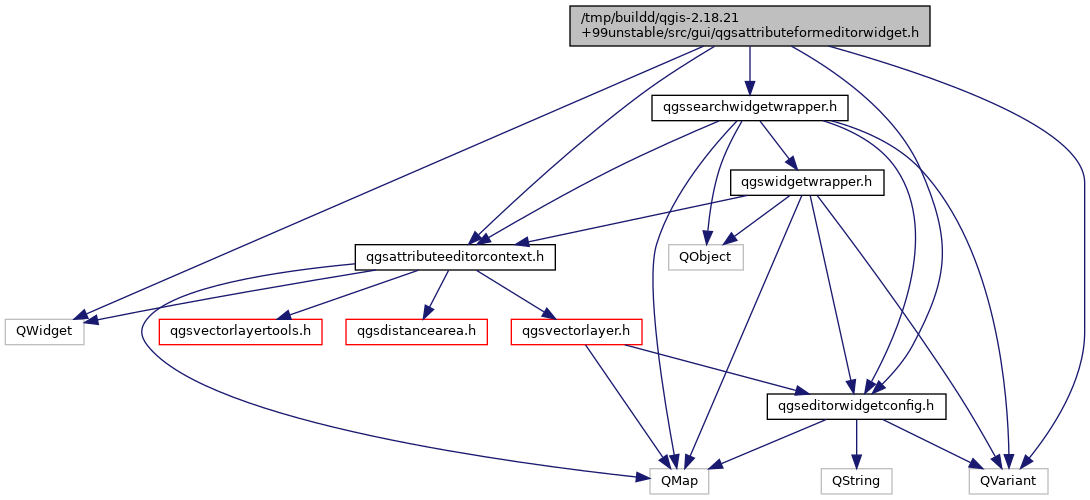 /tmp/buildd/qgis-2.18.21
+99unstable/src/gui/qgsattributeformeditorwidget.h
qgssearchwidgetwrapper.h
qgswidgetwrapper.h
qgsattributeeditorcontext.h
QObject
QWidget
qgsvectorlayertools.h
qgsdistancearea.h
qgsvectorlayer.h
qgseditorwidgetconfig.h
QMap
QString
QVariant